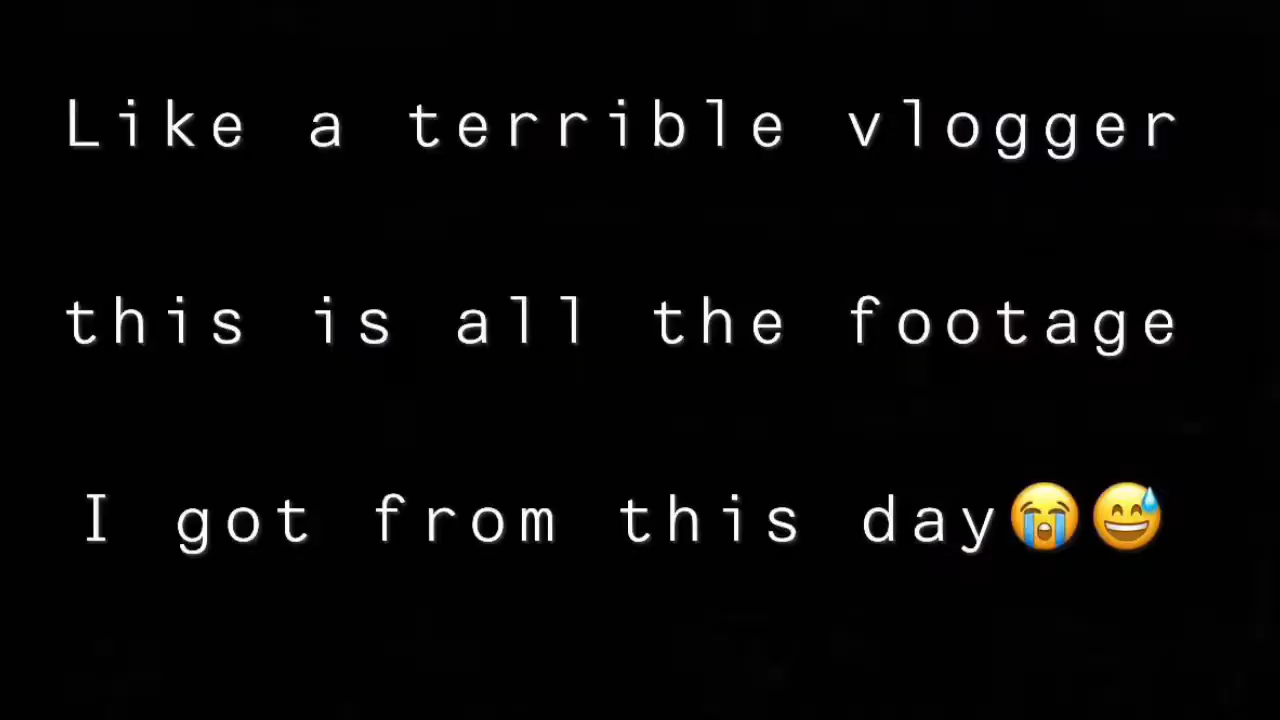 Like a terrible vlogger
this is all the footage
I got from this day😭😅